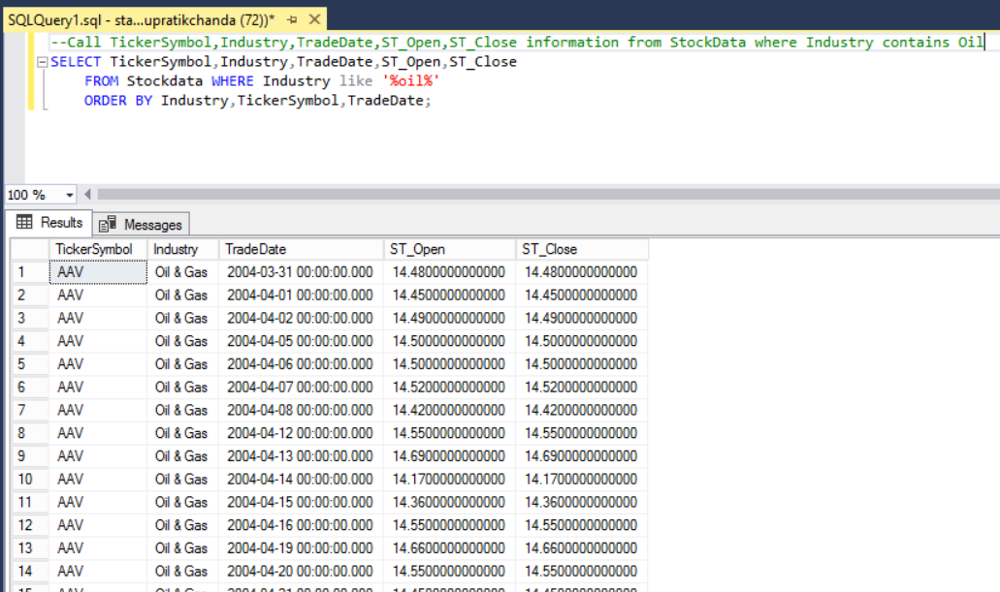 SQLQuery1.sql - sta...upratikchanda (72))*
--Call TickerSymbol,Industry,TradeDate,ST_Open,ST_Close information from StockData where Industry contains Oil
SELECT TickerSymbol,Industry,TradeDate,ST_Open,ST_Close
FROM Stockdata WHERE Industry like '%oil%'
ORDER BY Industry,TickerSymbol,TradeDate;
100 %
Results Messages
TickerSymbol Industry TradeDate ST_Open ST_Close
1 AAV Oil & Gas 2004-03-31 00:00:00.000 14.4800000000000 14.4800000000000
2 AAV Oil & Gas 2004-04-01 00:00:00.000 14.4500000000000 14.4500000000000
3 AAV Oil & Gas 2004-04-02 00:00:00.000 14.4900000000000 14.4900000000000
4 AAV Oil & Gas 2004-04-05 00:00:00.000 14.5000000000000 14.5000000000000
5 AAV Oil & Gas 2004-04-06 00:00:00.000 14.5000000000000 14.5000000000000
6 AAV Oil & Gas 2004-04-07 00:00:00.000 14.5200000000000 14.5200000000000
7 AAV Oil & Gas 2004-04-08 00:00:00.000 14.4200000000000 14.4200000000000
8 AAV Oil & Gas 2004-04-12 00:00:00.000 14.5500000000000 14.5500000000000
9 AAV Oil & Gas 2004-04-13 00:00:00.000 14.6900000000000 14.6900000000000
10 AAV Oil & Gas 2004-04-14 00:00:00.000 14.1700000000000 14.1700000000000
11 AAV Oil & Gas 2004-04-15 00:00:00.000 14.3600000000000 14.3600000000000
12 AAV Oil & Gas 2004-04-16 00:00:00.000 14.5500000000000 14.5500000000000
13 AAV Oil & Gas 2004-04-19 00:00:00.000 14.6600000000000 14.6600000000000
14 AAV Oil & Gas 2004-04-20 00:00:00.000 14.5500000000000 14.5500000000000